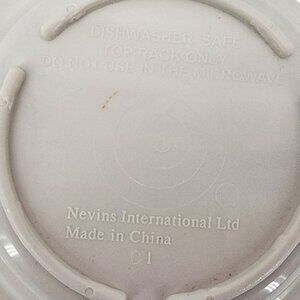 DISHWASHER SAFE
TOP RACK ONLY
DO NOT USE IN THE MICROWAVE
Nevins International Ltd
Made in China